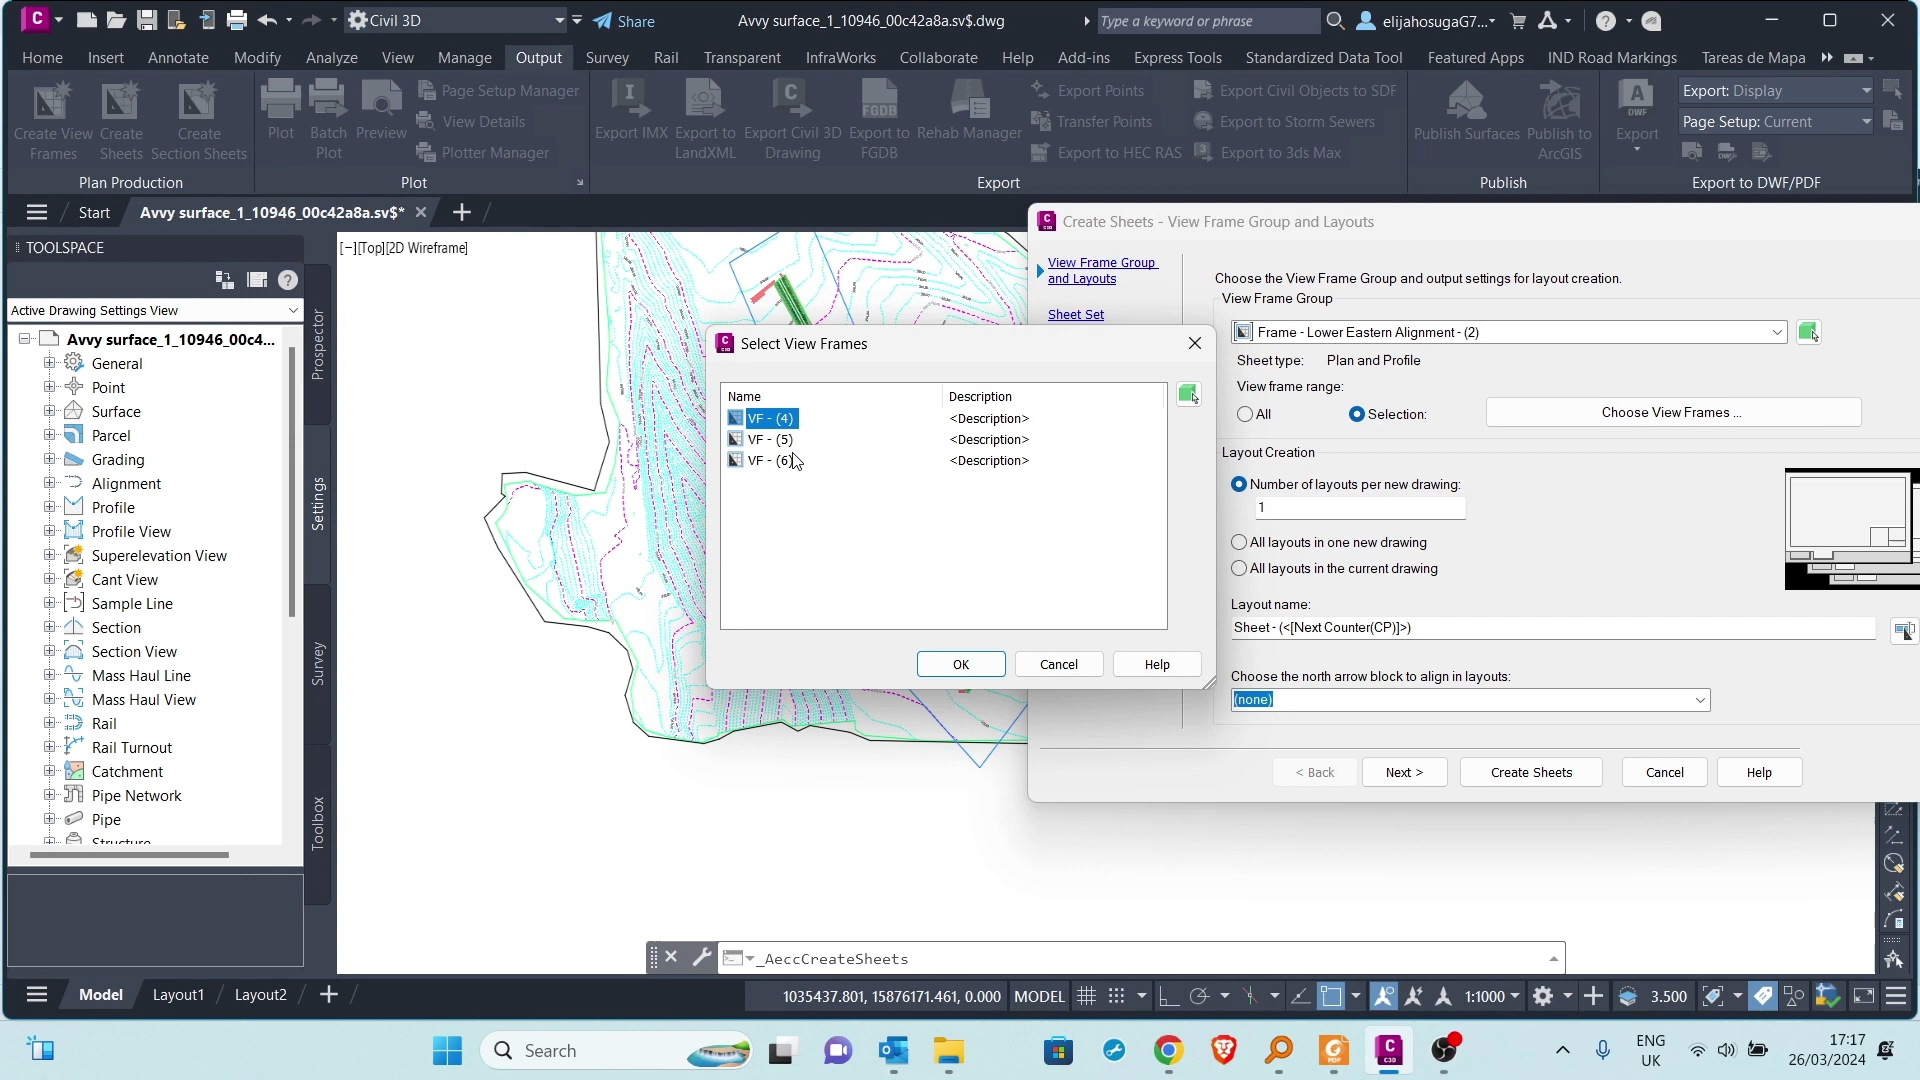 Civil 3D
Share
Avvy surface_1_10946_00c42a8a.sv$.dwg
Type a keyword or phrase
elijahosugaG7...
Home Insert Annotate Modify Analyze View Manage Output Survey Rail Transparent InfraWorks Collaborate Help Add-ins Express Tools Standardized Data Tool Featured Apps IND Road Markings Tareas de Mapa
Create View Frames
Create Sheets
Create Section Sheets
Plan Production
Plot
Batch Plot
Preview
Page Setup Manager
View Details
Plotter Manager
Plot
Export IMX
Export to LandXML
Export Civil 3D Drawing
Export to FGDB
Rehab Manager
Export Points
Transfer Points
Export to HEC RAS
Export Civil Objects to SDF
Export to Storm Sewers
Export to 3ds Max
Export
Publish Surfaces
Publish to ArcGIS
Publish
Export
Export: Display
Page Setup: Current
Export to DWF/PDF
Start
Avvy surface_1_10946_00c42a8a.sv$*
TOOLSPACE
Active Drawing Settings View
Avvy surface_1_10946_00c4...
General
Point
Surface
Parcel
Grading
Alignment
Profile
Profile View
Superelevation View
Cant View
Sample Line
Section
Section View
Mass Haul Line
Mass Haul View
Rail
Rail Turnout
Catchment
Pipe Network
Pipe
Structure
Prospector
Settings
Survey
Toolbox
[−][Top][2D Wireframe]
Select View Frames
Name Description
VF - (4) <Description>
VF - (5) <Description>
VF - (6) <Description>
OK Cancel Help
Create Sheets - View Frame Group and Layouts
View Frame Group and Layouts
Sheet Set
Choose the View Frame Group and output settings for layout creation.
View Frame Group
Frame - Lower Eastern Alignment - (2)
Sheet type: Plan and Profile
View frame range:
All
Selection:
Choose View Frames ...
Layout Creation
Number of layouts per new drawing:
1
All layouts in one new drawing
All layouts in the current drawing
Layout name:
Sheet - (<[Next Counter(CP)]>)
Choose the north arrow block to align in layouts:
(none)
< Back Next > Create Sheets Cancel Help
_AeccCreateSheets
Model Layout1 Layout2
1035437.801, 15876171.461, 0.000 MODEL
1:1000
3.500
Search
ENG
UK
17:17
26/03/2024